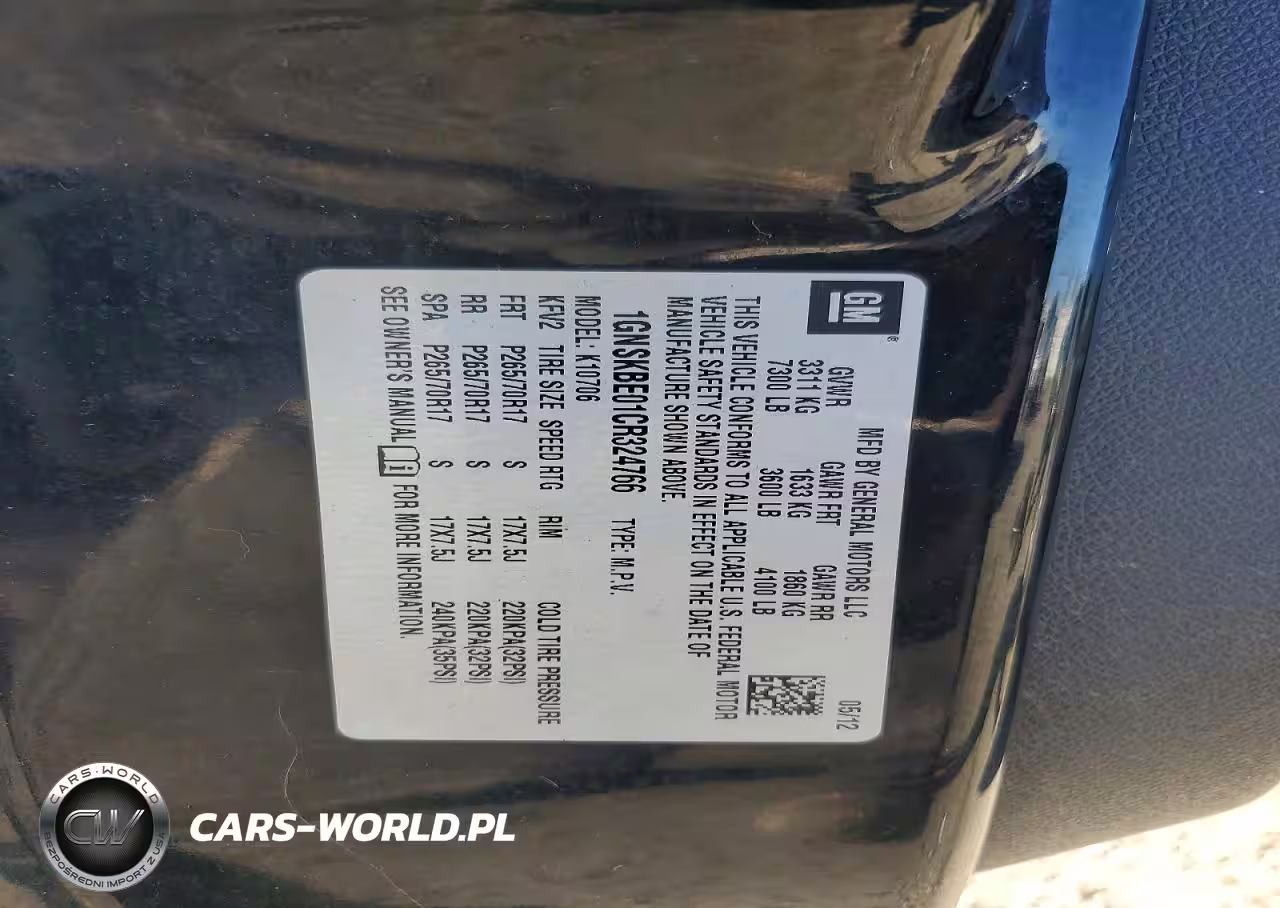 GM
®
MFD BY GENERAL MOTORS LLC 05/12
GVWR GAWR FRT GAWR RR
3311 KG 1633 KG 1860 KG
7300 LB 3600 LB 4100 LB
THIS VEHICLE CONFORMS TO ALL APPLICABLE U.S. FEDERAL MOTOR
VEHICLE SAFETY STANDARDS IN EFFECT ON THE DATE OF
MANUFACTURE SHOWN ABOVE.
1GNSKBE01CR324766 TYPE: M.P.V.
MODEL: K10706
KFV2 TIRE SIZE SPEED RTG RIM COLD TIRE PRESSURE
FRT P265/70R17 S 17X7.5J 220KPA(32PSI)
RR P265/70R17 S 17X7.5J 220KPA(32PSI)
SPA P265/70R17 S 17X7.5J 240KPA(35PSI)
SEE OWNER'S MANUAL FOR MORE INFORMATION.
CARS-WORLD
CW
BEZPOŚREDNI IMPORT Z USA
CARS-WORLD.PL